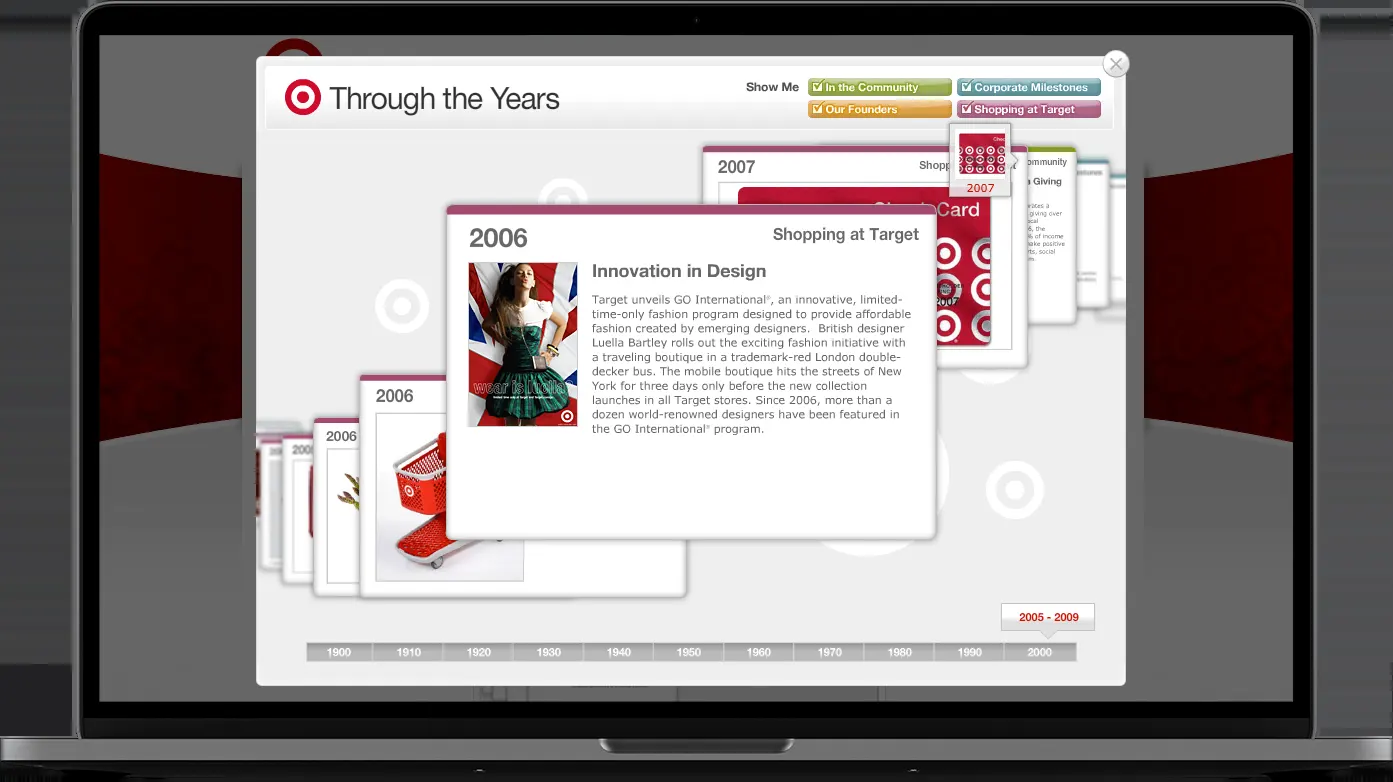 Through the Years
Show Me
In the Community
Corporate Milestones
Our Founders
Shopping at Target
2007
2007
Card
2007
ommunity
n Giving
2006
Shopping at Target
Innovation in Design
Target unveils GO International®, an innovative, limited-
time-only fashion program designed to provide affordable
fashion created by emerging designers.  British designer
Luella Bartley rolls out the exciting fashion initiative with
a traveling boutique in a trademark-red London double-
decker bus. The mobile boutique hits the streets of New
York for three days only before the new collection
launches in all Target stores. Since 2006, more than a
dozen world-renowned designers have been featured in
the GO International® program.
wear is luella
2006
2006
2005 - 2009
1900 1910 1920 1930 1940 1950 1960 1970 1980 1990 2000